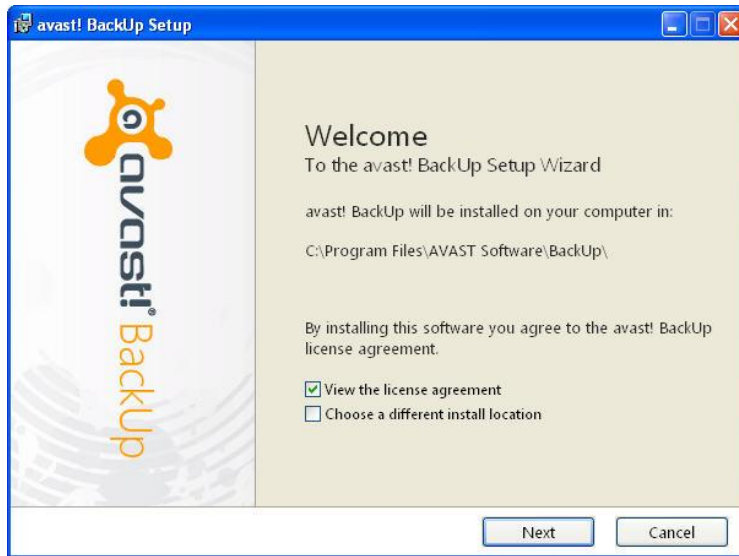 avast! BackUp Setup
avast! BackUp
Welcome
To the avast! BackUp Setup Wizard
avast! BackUp will be installed on your computer in:
C:\Program Files\AVAST Software\BackUp\
By installing this software you agree to the avast! BackUp
license agreement.
View the license agreement
Choose a different install location
Next
Cancel